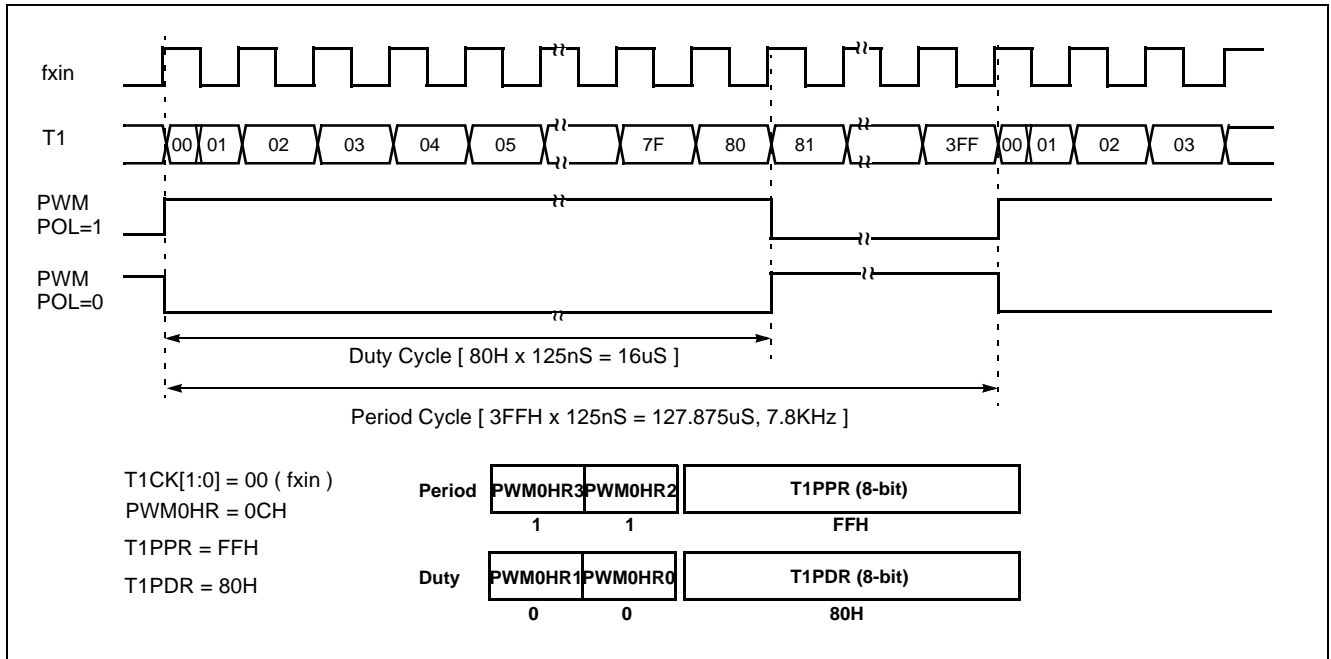 fxin
T1
00 01 02 03 04 05 7F 80 81 3FF 00 01 02 03
PWM
POL=1
PWM
POL=0
Duty Cycle [ 80H x 125nS = 16uS ]
Period Cycle [ 3FFH x 125nS = 127.875uS, 7.8KHz ]
T1CK[1:0] = 00 ( fxin )
PWM0HR = 0CH
T1PPR = FFH
T1PDR = 80H
Period PWM0HR3 PWM0HR2 T1PPR (8-bit)
1 1 FFH
Duty PWM0HR1 PWM0HR0 T1PDR (8-bit)
0 0 80H